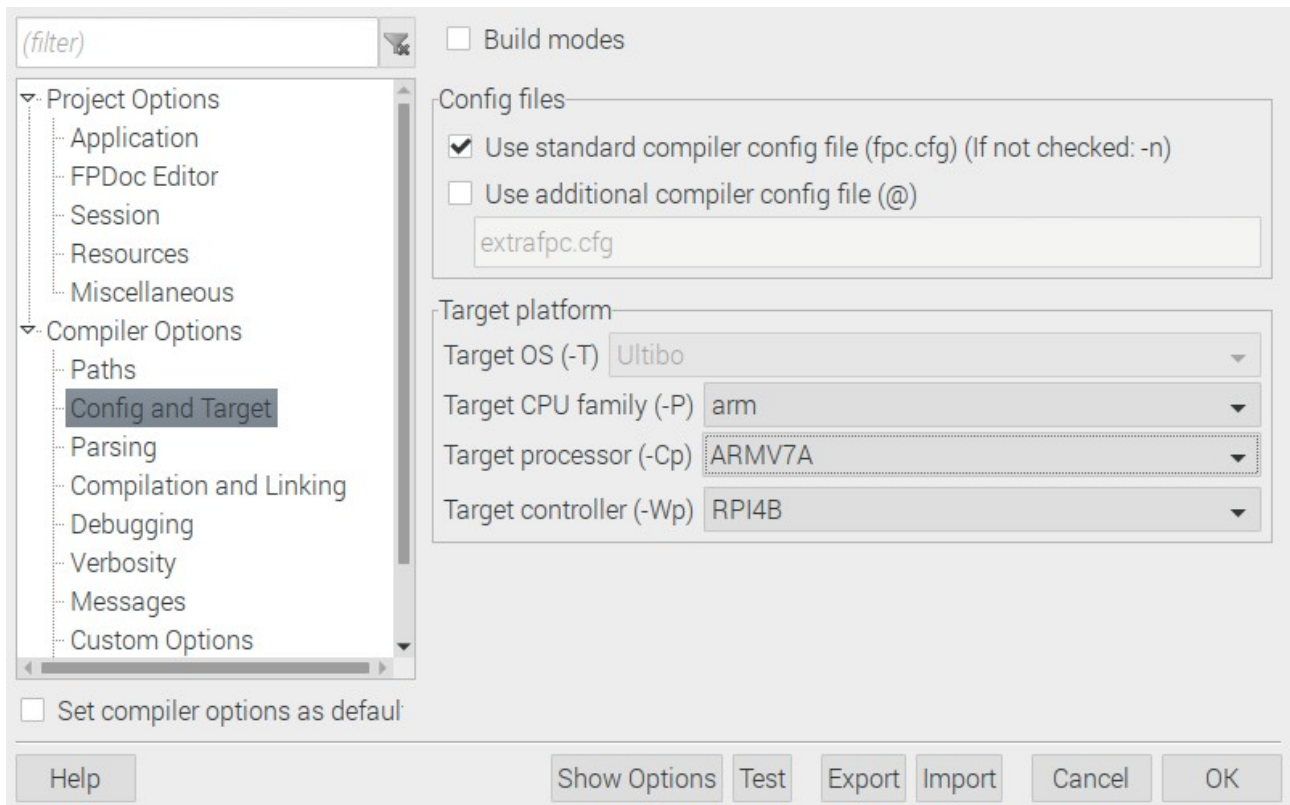 (filter)
Build modes
Project Options
Application
FPDoc Editor
Session
Resources
Miscellaneous
Compiler Options
Paths
Config and Target
Parsing
Compilation and Linking
Debugging
Verbosity
Messages
Custom Options
Set compiler options as defaul
Config files
Use standard compiler config file (fpc.cfg) (If not checked: -n)
Use additional compiler config file (@)
extrafpc.cfg
Target platform
Target OS (-T) Ultibo
Target CPU family (-P) arm
Target processor (-Cp) ARMV7A
Target controller (-Wp) RPI4B
Help Show Options Test Export Import Cancel OK